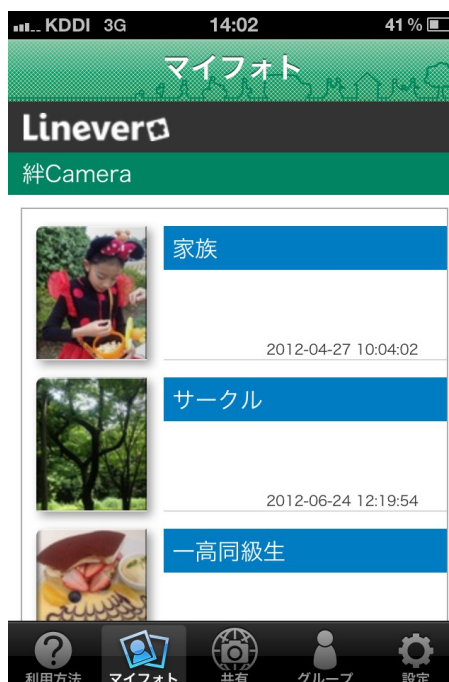 KDDI 3G 14:02 41%
マイフォト
Linever
絆Camera
家族
2012-04-27 10:04:02
サークル
2012-06-24 12:19:54
一高同級生
利用方法 マイフォト 共有 グループ 設定